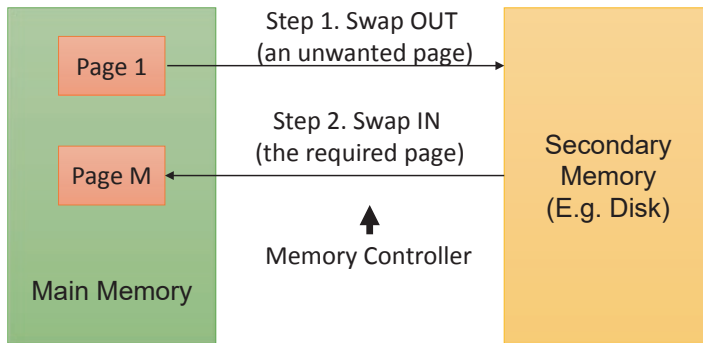 Step 1. Swap OUT
(an unwanted page)
Page 1
Step 2. Swap IN
(the required page)
Page M
Secondary
Memory
(E.g. Disk)
Memory Controller
Main Memory